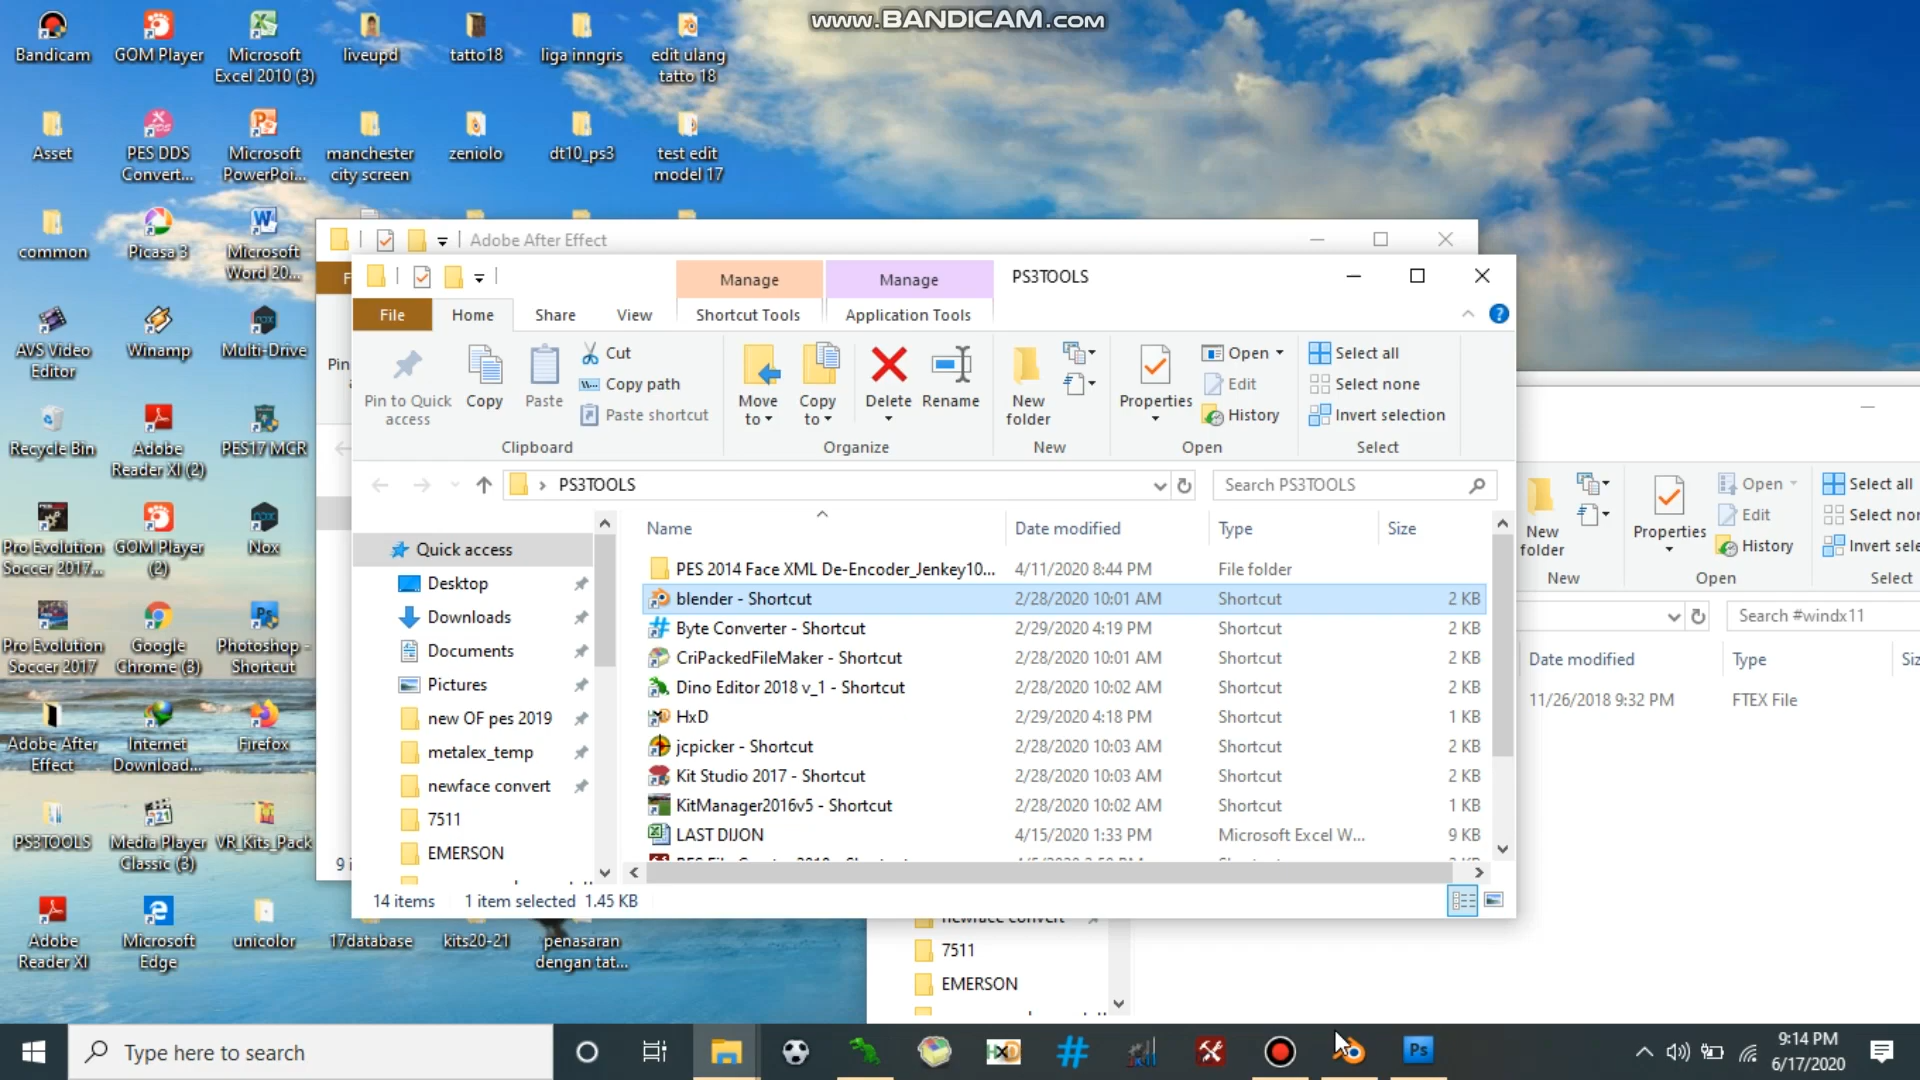 www.BANDICAM.com
Bandicam
GOM Player
Microsoft
Excel 2010 (3)
liveupd
tatto18
liga inngris
edit ulang
tatto 18
Asset
PES DDS
Convert...
Microsoft
PowerPoi...
manchester
city screen
zeniolo
dt10_ps3
test edit
model 17
common
Picasa 3
Microsoft
Word 20...
AVS Video
Editor
Winamp
Multi-Drive
Recycle Bin
Adobe
Reader XI (2)
PES17 MCR
Pro Evolution
Soccer 2017...
GOM Player
(2)
Nox
Pro Evolution
Soccer 2017
Google
Chrome (3)
Photoshop -
Shortcut
Adobe After
Effect
Internet
Download...
Firefox
PS3TOOLS
Media Player
Classic (3)
VR_Kits_Pack
Adobe
Reader XI
Microsoft
Edge
unicolor
17database
kits20-21
penasaran
dengan tat...
Adobe After Effect
F
Pin
9 i
Manage
Manage
PS3TOOLS
File
Home
Share
View
Shortcut Tools
Application Tools
Pin to Quick
access
Copy
Paste
Cut
Copy path
Paste shortcut
Clipboard
Move
to
Copy
to
Delete
Rename
Organize
New
folder
New
Properties
Open
Edit
History
Open
Select all
Select none
Invert selection
Select
PS3TOOLS
Search PS3TOOLS
Quick access
Desktop
Downloads
Documents
Pictures
new OF pes 2019
metalex_temp
newface convert
7511
EMERSON
Name Date modified Type Size
PES 2014 Face XML De-Encoder_Jenkey10... 4/11/2020 8:44 PM File folder
blender - Shortcut 2/28/2020 10:01 AM Shortcut 2 KB
Byte Converter - Shortcut 2/29/2020 4:19 PM Shortcut 2 KB
CriPackedFileMaker - Shortcut 2/28/2020 10:01 AM Shortcut 2 KB
Dino Editor 2018 v_1 - Shortcut 2/28/2020 10:02 AM Shortcut 2 KB
HxD 2/29/2020 4:18 PM Shortcut 1 KB
jcpicker - Shortcut 2/28/2020 10:03 AM Shortcut 2 KB
Kit Studio 2017 - Shortcut 2/28/2020 10:03 AM Shortcut 2 KB
KitManager2016v5 - Shortcut 2/28/2020 10:02 AM Shortcut 1 KB
LAST DIJON 4/15/2020 1:33 PM Microsoft Excel W... 9 KB
14 items 1 item selected 1.45 KB
New
folder
New
Properties
Open
Edit
History
Open
Select all
Select no
Invert sele
Select
Search #windx11
Date modified Type Siz
11/26/2018 9:32 PM FTEX File
newface convert
7511
EMERSON
Type here to search
HXD
Ps
9:14 PM
6/17/2020